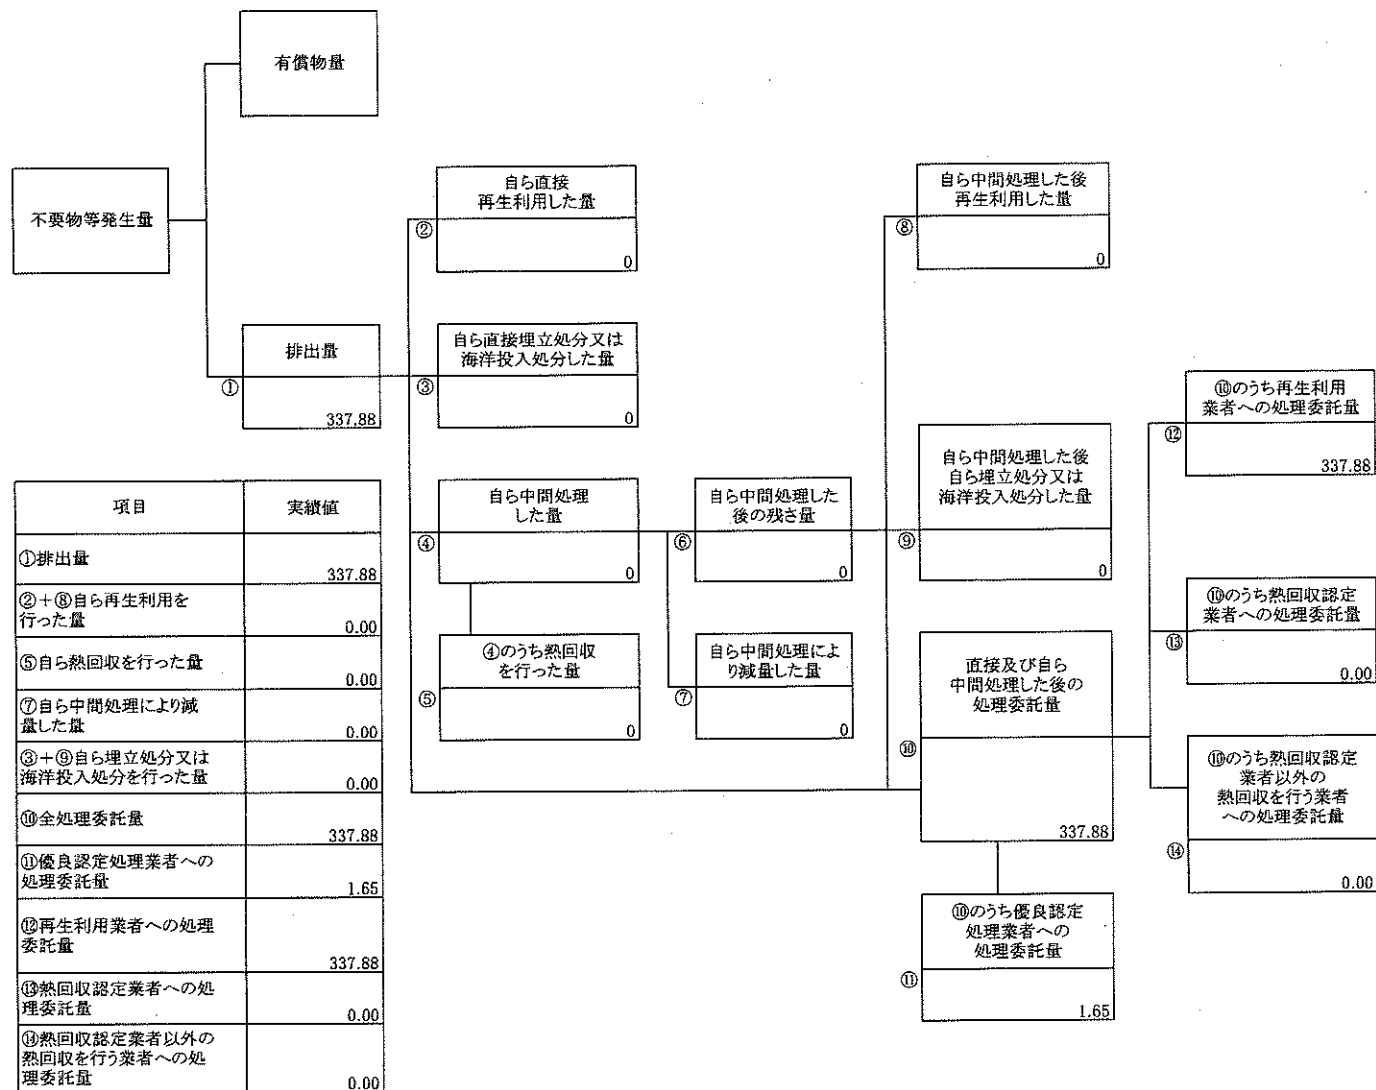 有償物量
不要物等発生量
排出量
①
337.88
自ら直接
再生利用した量
②
0
自ら直接埋立処分又は
海洋投入処分した量
③
0
自ら中間処理
した量
④
0
④のうち熱回収
を行った量
⑤
0
自ら中間処理した
後の残さ量
⑥
0
自ら中間処理によ
り減量した量
⑦
0
自ら中間処理した後
再生利用した量
⑧
0
自ら中間処理した後
自ら埋立処分又は
海洋投入処分した量
⑨
0
直接及び自ら
中間処理した後の
処理委託量
⑩
337.88
⑩のうち優良認定
処理業者への
処理委託量
⑪
1.65
⑩のうち再生利用
業者への処理委託量
⑫
337.88
⑩のうち熱回収認定
業者への処理委託量
⑬
0.00
⑩のうち熱回収認定
業者以外の
熱回収を行う業者
への処理委託量
⑭
0.00
項目 実績値
①排出量
337.88
②+⑧自ら再生利用を
行った量
0.00
⑤自ら熱回収を行った量
0.00
⑦自ら中間処理により減
量した量
0.00
③+⑨自ら埋立処分又は
海洋投入処分を行った量
0.00
⑩全処理委託量
337.88
⑪優良認定処理業者への
処理委託量
1.65
⑫再生利用業者への処理
委託量
337.88
⑬熱回収認定業者への処
理委託量
0.00
⑭熱回収認定業者以外の
熱回収を行う業者への処
理委託量
0.00